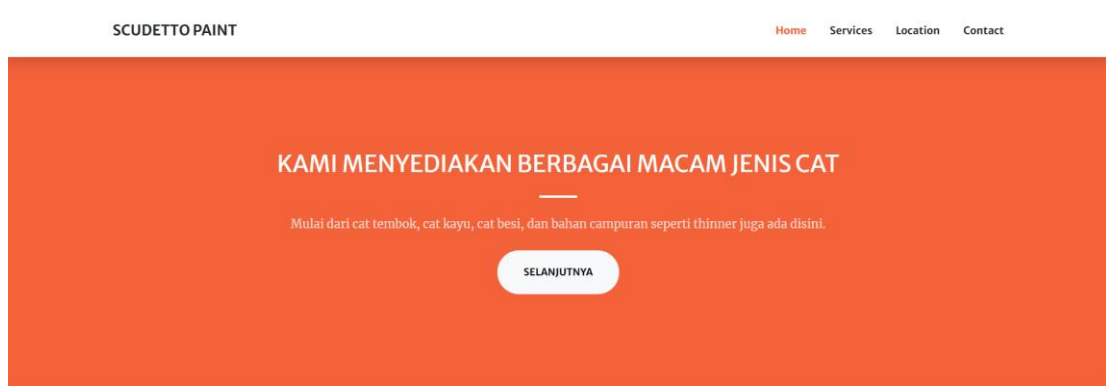 SCUDETTO PAINT
Home Services Location Contact
KAMI MENYEDIAKAN BERBAGAI MACAM JENIS CAT
Mulai dari cat tembok, cat kayu, cat besi, dan bahan campuran seperti thinner juga ada disini.
SELANJUTNYA